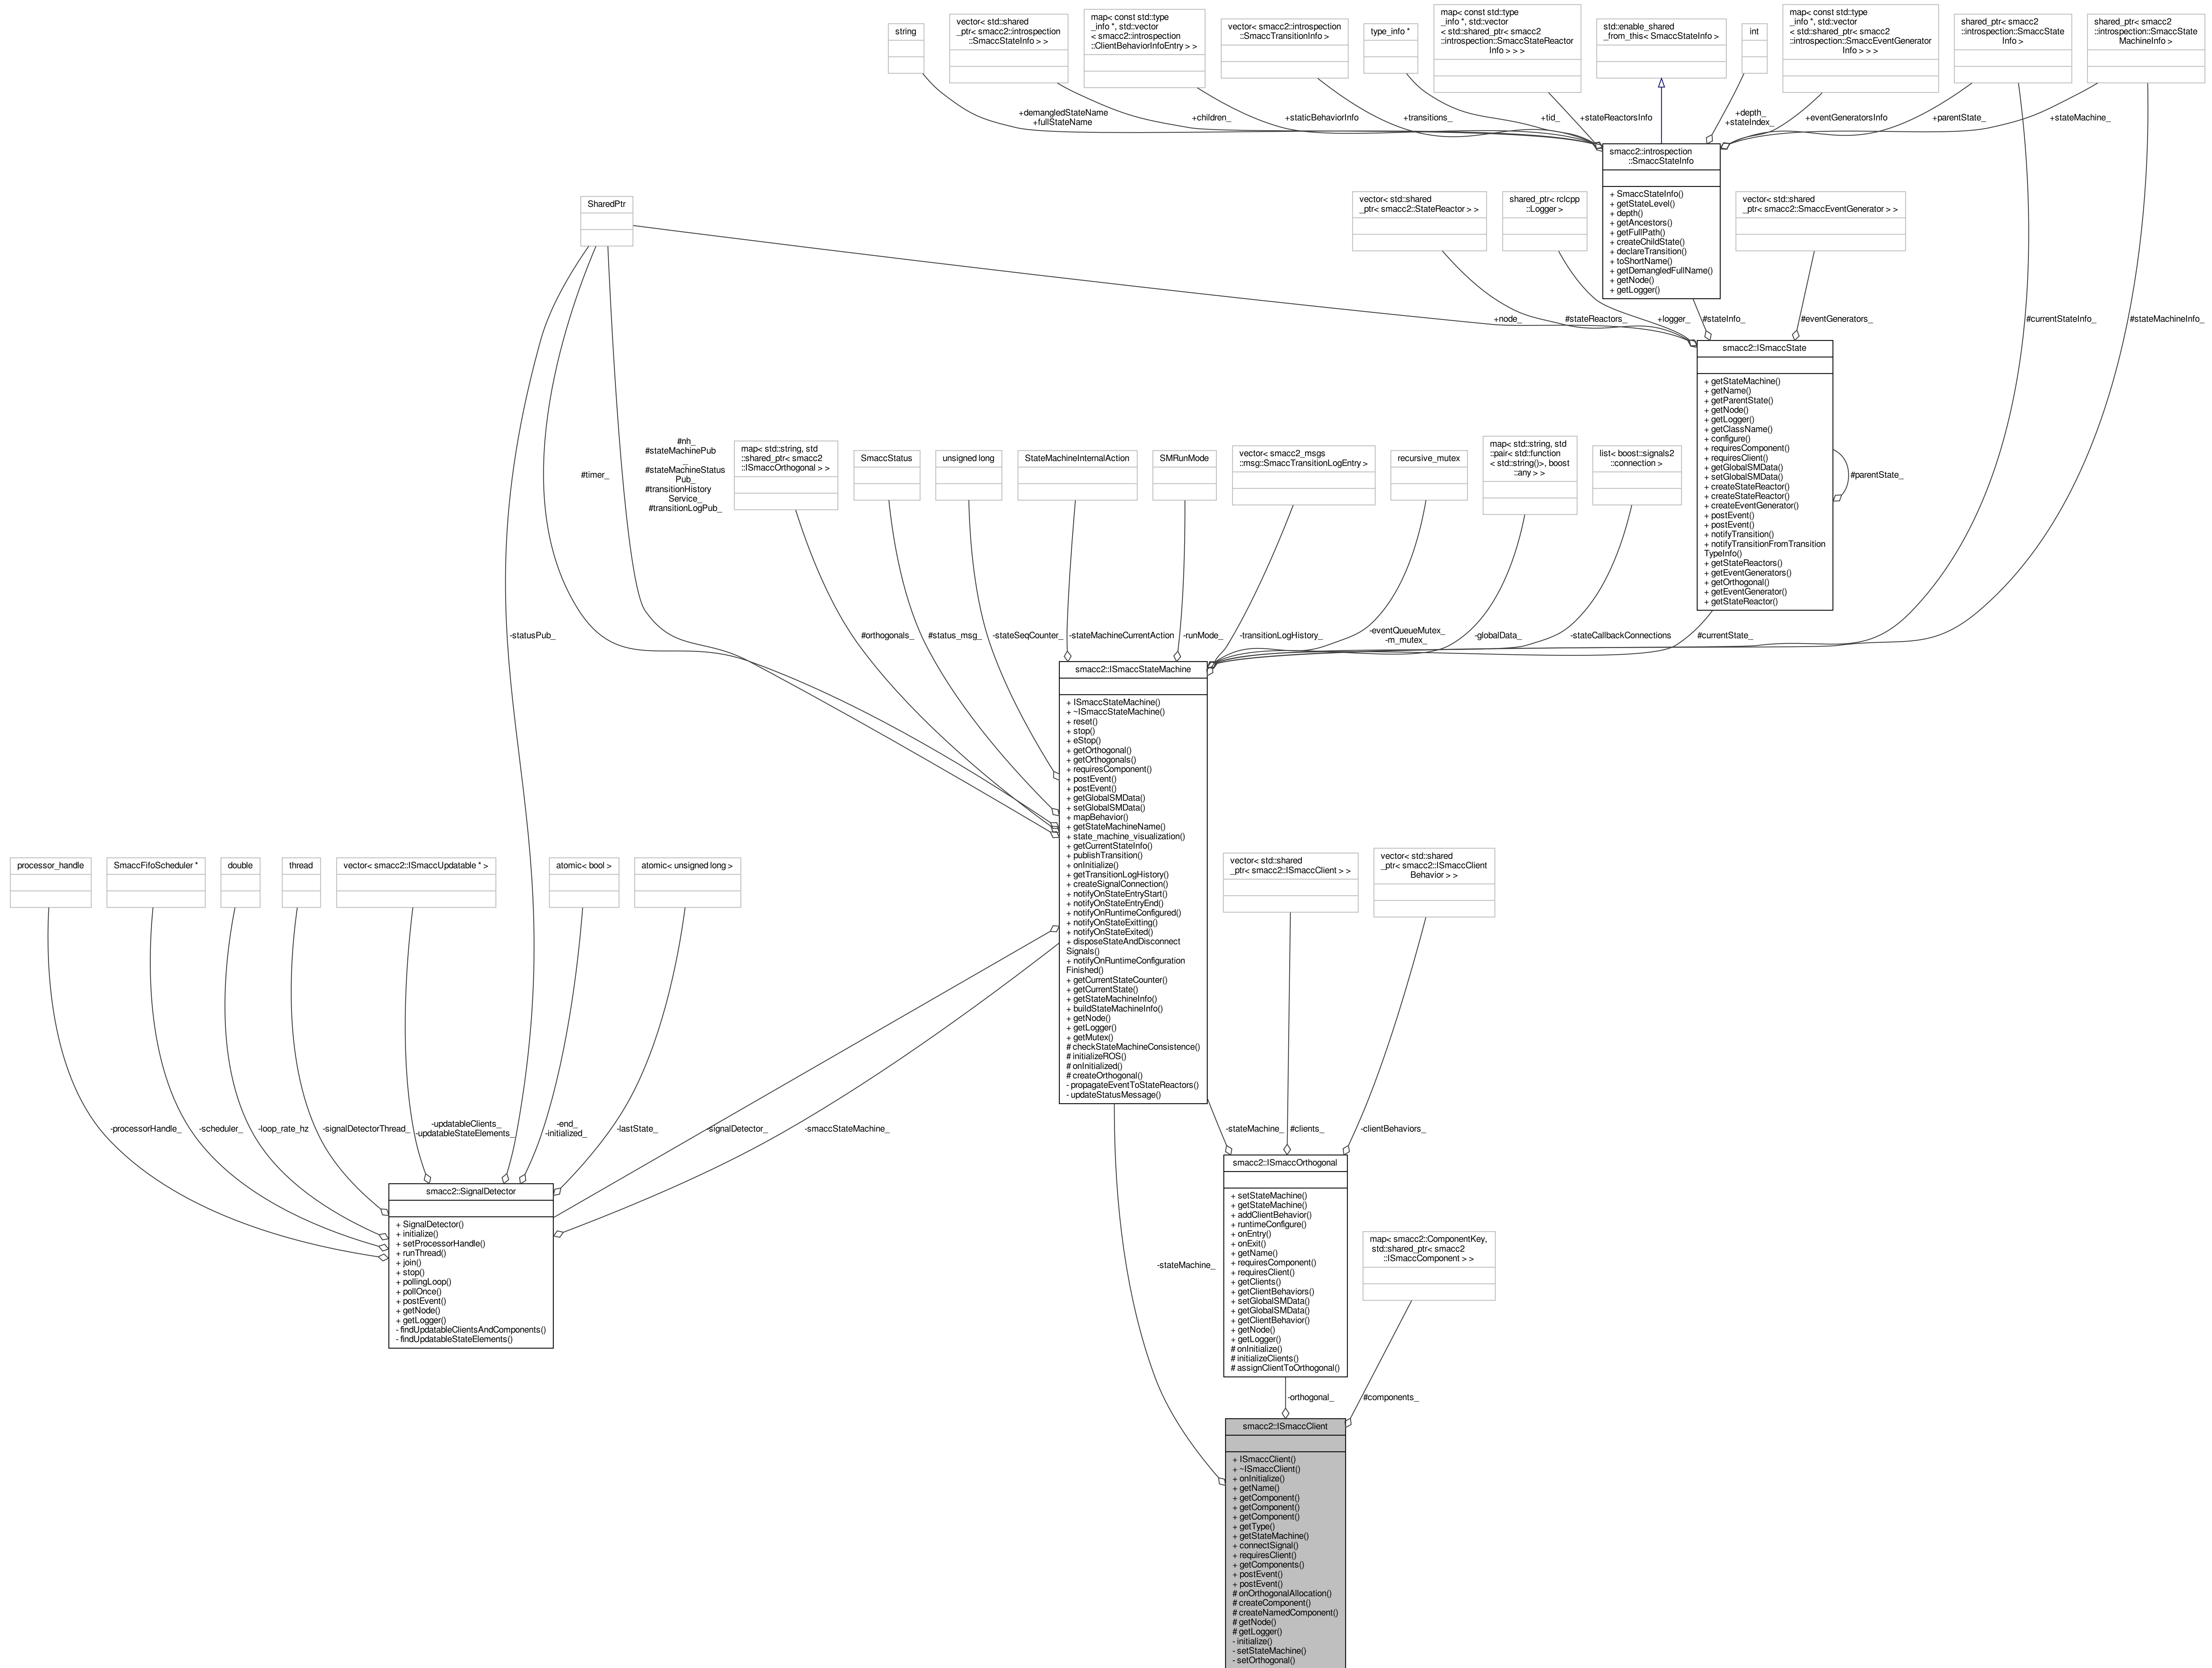 string
vector< std::shared
_ptr< smacc2::introspection
::SmaccStateInfo > >
map< const std::type
_info *, std::vector
< smacc2::introspection
::ClientBehaviorInfoEntry > >
vector< smacc2::introspection
::SmaccTransitionInfo >
type_info *
map< const std::type
_info *, std::vector
< std::shared_ptr< smacc2
::introspection::SmaccStateReactor
Info > > >
std::enable_shared
_from_this< SmaccStateInfo >
int
map< const std::type
_info *, std::vector
< std::shared_ptr< smacc2
::introspection::SmaccEventGenerator
Info > > >
shared_ptr< smacc2
::introspection::SmaccState
Info >
shared_ptr< smacc2
::introspection::SmaccState
MachineInfo >
+demangledStateName
+fullStateName
+children_
+staticBehaviorInfo
+transitions_
+tid_
+stateReactorsInfo
+depth_
+stateIndex_
+eventGeneratorsInfo
+parentState_
+stateMachine_
smacc2::introspection
::SmaccStateInfo
+ SmaccStateInfo()
+ getStateLevel()
+ depth()
+ getAncestors()
+ getFullPath()
+ createChildState()
+ declareTransition()
+ toShortName()
+ getDemangledFullName()
+ getNode()
+ getLogger()
SharedPtr
vector< std::shared
_ptr< smacc2::StateReactor > >
shared_ptr< rclcpp
::Logger >
vector< std::shared
_ptr< smacc2::SmaccEventGenerator > >
+node_
#stateReactors_
+logger_
#stateInfo_
#eventGenerators_
#currentStateInfo_
#stateMachineInfo_
smacc2::ISmaccState
+ getStateMachine()
+ getName()
+ getParentState()
+ getNode()
+ getLogger()
+ getClassName()
+ configure()
+ requiresComponent()
+ requiresClient()
+ getGlobalSMData()
+ setGlobalSMData()
+ createStateReactor()
+ createStateReactor()
+ createEventGenerator()
+ postEvent()
+ postEvent()
+ notifyTransition()
+ notifyTransitionFromTransition
TypeInfo()
+ getStateReactors()
+ getEventGenerators()
+ getOrthogonal()
+ getEventGenerator()
+ getStateReactor()
#parentState_
#timer_
#nh_
#stateMachinePub
_
#stateMachineStatus
Pub_
#transitionHistory
Service_
#transitionLogPub_
map< std::string, std
::shared_ptr< smacc2
::ISmaccOrthogonal > >
SmaccStatus
unsigned long
StateMachineInternalAction
SMRunMode
vector< smacc2_msgs
::msg::SmaccTransitionLogEntry >
recursive_mutex
map< std::string, std
::pair< std::function
< std::string()>, boost
::any > >
list< boost::signals2
::connection >
-statusPub_
#orthogonals_
#status_msg_
-stateSeqCounter_
-stateMachineCurrentAction
-runMode_
-transitionLogHistory_
-eventQueueMutex_
-m_mutex_
-globalData_
-stateCallbackConnections
#currentState_
smacc2::ISmaccStateMachine
+ ISmaccStateMachine()
+ ~ISmaccStateMachine()
+ reset()
+ stop()
+ eStop()
+ getOrthogonal()
+ getOrthogonals()
+ requiresComponent()
+ postEvent()
+ postEvent()
+ getGlobalSMData()
+ setGlobalSMData()
+ mapBehavior()
+ getStateMachineName()
+ state_machine_visualization()
+ getCurrentStateInfo()
+ publishTransition()
+ onInitialize()
+ getTransitionLogHistory()
+ createSignalConnection()
+ notifyOnStateEntryStart()
+ notifyOnStateEntryEnd()
+ notifyOnRuntimeConfigured()
+ notifyOnStateExitting()
+ notifyOnStateExited()
+ disposeStateAndDisconnect
Signals()
+ notifyOnRuntimeConfiguration
Finished()
+ getCurrentStateCounter()
+ getCurrentState()
+ getStateMachineInfo()
+ buildStateMachineInfo()
+ getNode()
+ getLogger()
+ getMutex()
# checkStateMachineConsistence()
# initializeROS()
# onInitialized()
# createOrthogonal()
- propagateEventToStateReactors()
- updateStatusMessage()
processor_handle
SmaccFifoScheduler *
double
thread
vector< smacc2::ISmaccUpdatable * >
atomic< bool >
atomic< unsigned long >
vector< std::shared
_ptr< smacc2::ISmaccClient > >
vector< std::shared
_ptr< smacc2::ISmaccClient
Behavior > >
-processorHandle_
-scheduler_
-loop_rate_hz
-signalDetectorThread_
-updatableClients_
-updatableStateElements_
-end_
-initialized_
-lastState_
-signalDetector_
-smaccStateMachine_
-stateMachine_
#clients_
-clientBehaviors_
smacc2::SignalDetector
+ SignalDetector()
+ initialize()
+ setProcessorHandle()
+ runThread()
+ join()
+ stop()
+ pollingLoop()
+ pollOnce()
+ postEvent()
+ getNode()
+ getLogger()
- findUpdatableClientsAndComponents()
- findUpdatableStateElements()
smacc2::ISmaccOrthogonal
+ setStateMachine()
+ getStateMachine()
+ addClientBehavior()
+ runtimeConfigure()
+ onEntry()
+ onExit()
+ getName()
+ requiresComponent()
+ requiresClient()
+ getClients()
+ getClientBehaviors()
+ setGlobalSMData()
+ getGlobalSMData()
+ getClientBehavior()
+ getNode()
+ getLogger()
# onInitialize()
# initializeClients()
# assignClientToOrthogonal()
map< smacc2::ComponentKey,
std::shared_ptr< smacc2
::ISmaccComponent > >
-stateMachine_
-orthogonal_
#components_
smacc2::ISmaccClient
+ ISmaccClient()
+ ~ISmaccClient()
+ onInitialize()
+ getName()
+ getComponent()
+ getComponent()
+ getComponent()
+ getType()
+ getStateMachine()
+ connectSignal()
+ requiresClient()
+ getComponents()
+ postEvent()
+ postEvent()
# onOrthogonalAllocation()
# createComponent()
# createNamedComponent()
# getNode()
# getLogger()
- initialize()
- setStateMachine()
- setOrthogonal()